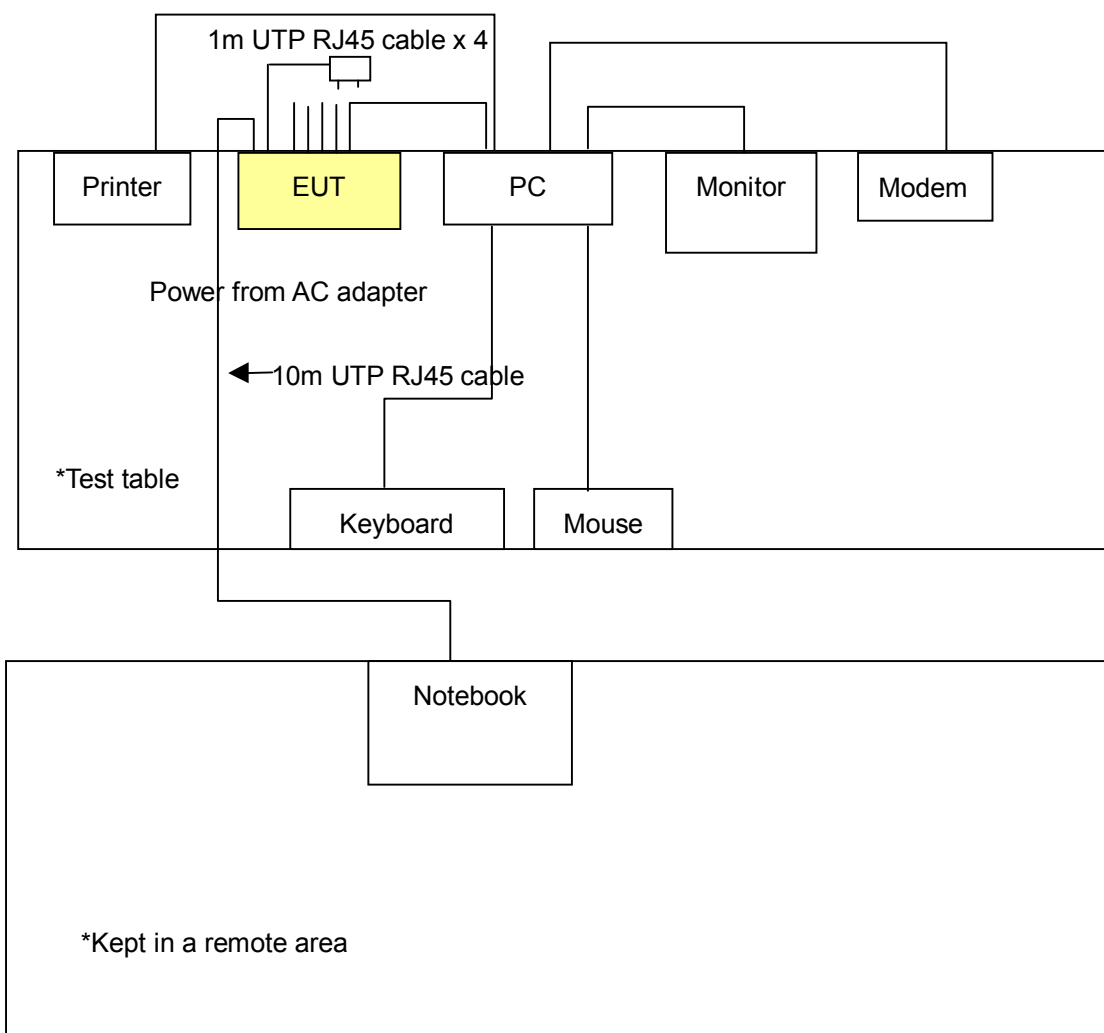 1m UTP RJ45 cable x 4
Printer
EUT
PC
Monitor
Modem
Power from AC adapter
10m UTP RJ45 cable
*Test table
Keyboard
Mouse
Notebook
*Kept in a remote area